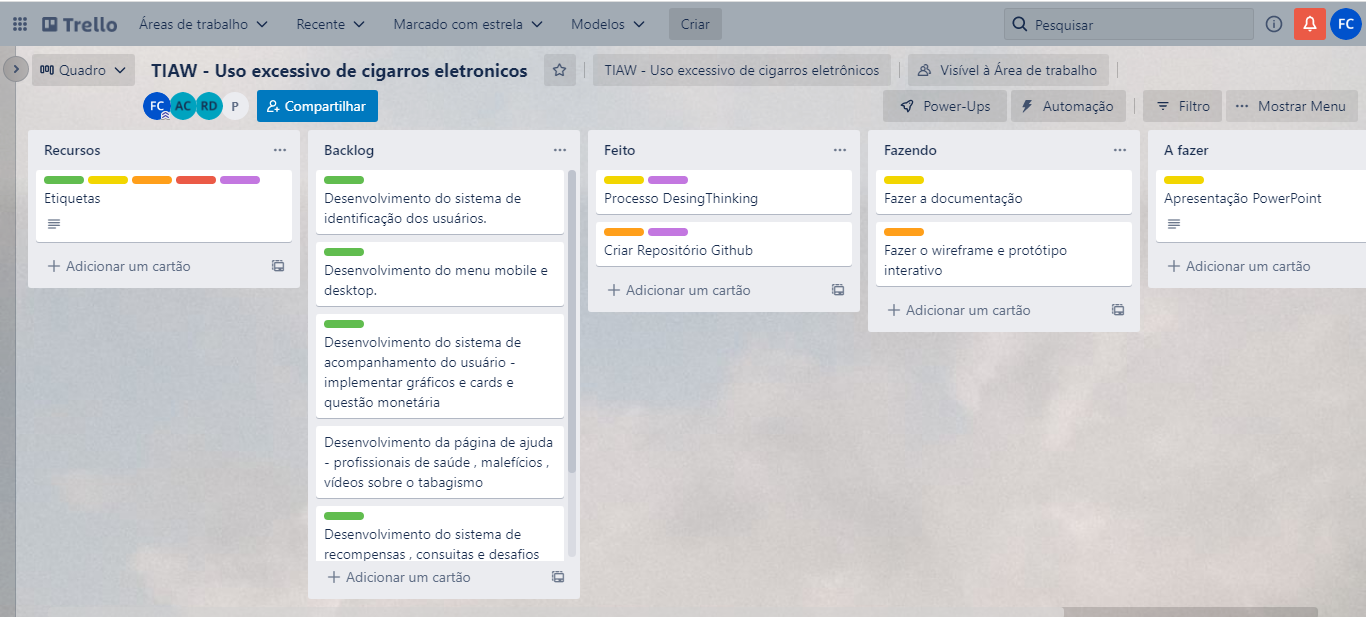 Trello
Áreas de trabalho
Recente
Marcado com estrela
Modelos
Criar
Pesquisar
FC
Quadro
TIAW - Uso excessivo de cigarros eletronicos
TIAW - Uso excessivo de cigarros eletrônicos
Visível à Área de trabalho
FC
AC
RD
P
Compartilhar
Power-Ups
Automação
Filtro
Mostrar Menu
Recursos
Etiquetas
Adicionar um cartão
Backlog
Desenvolvimento do sistema de
identificação dos usuários.
Desenvolvimento do menu mobile e
desktop.
Desenvolvimento do sistema de
acompanhamento do usuário -
implementar gráficos e cards e
questão monetária
Desenvolvimento da página de ajuda
- profissionais de saúde , malefícios ,
vídeos sobre o tabagismo
Desenvolvimento do sistema de
recompensas , consuitas e desafios
Adicionar um cartão
Feito
Processo DesingThinking
Criar Repositório Github
Adicionar um cartão
Fazendo
Fazer a documentação
Fazer o wireframe e protótipo
interativo
Adicionar um cartão
A fazer
Apresentação PowerPoint
Adicionar um cartão